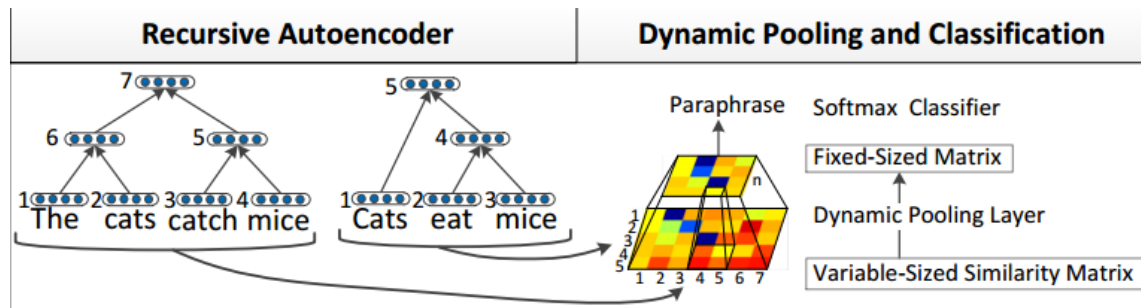 Recursive Autoencoder
Dynamic Pooling and Classification
7
6
5
1 2 3 4
The cats catch mice
5
4
1 2 3
Cats eat mice
Paraphrase
n
1
2
3
4
5
1 2 3 4 5 6 7
Softmax Classifier
Fixed-Sized Matrix
Dynamic Pooling Layer
Variable-Sized Similarity Matrix